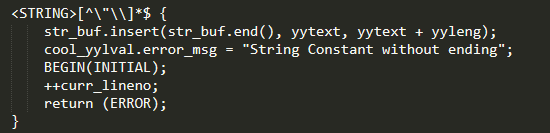 <STRING>[^\"\\]*$ {
str_buf.insert(str_buf.end(), yytext, yytext + yyleng);
cool_yylval.error_msg = "String Constant without ending";
BEGIN(INITIAL);
++curr_lineno;
return (ERROR);
}